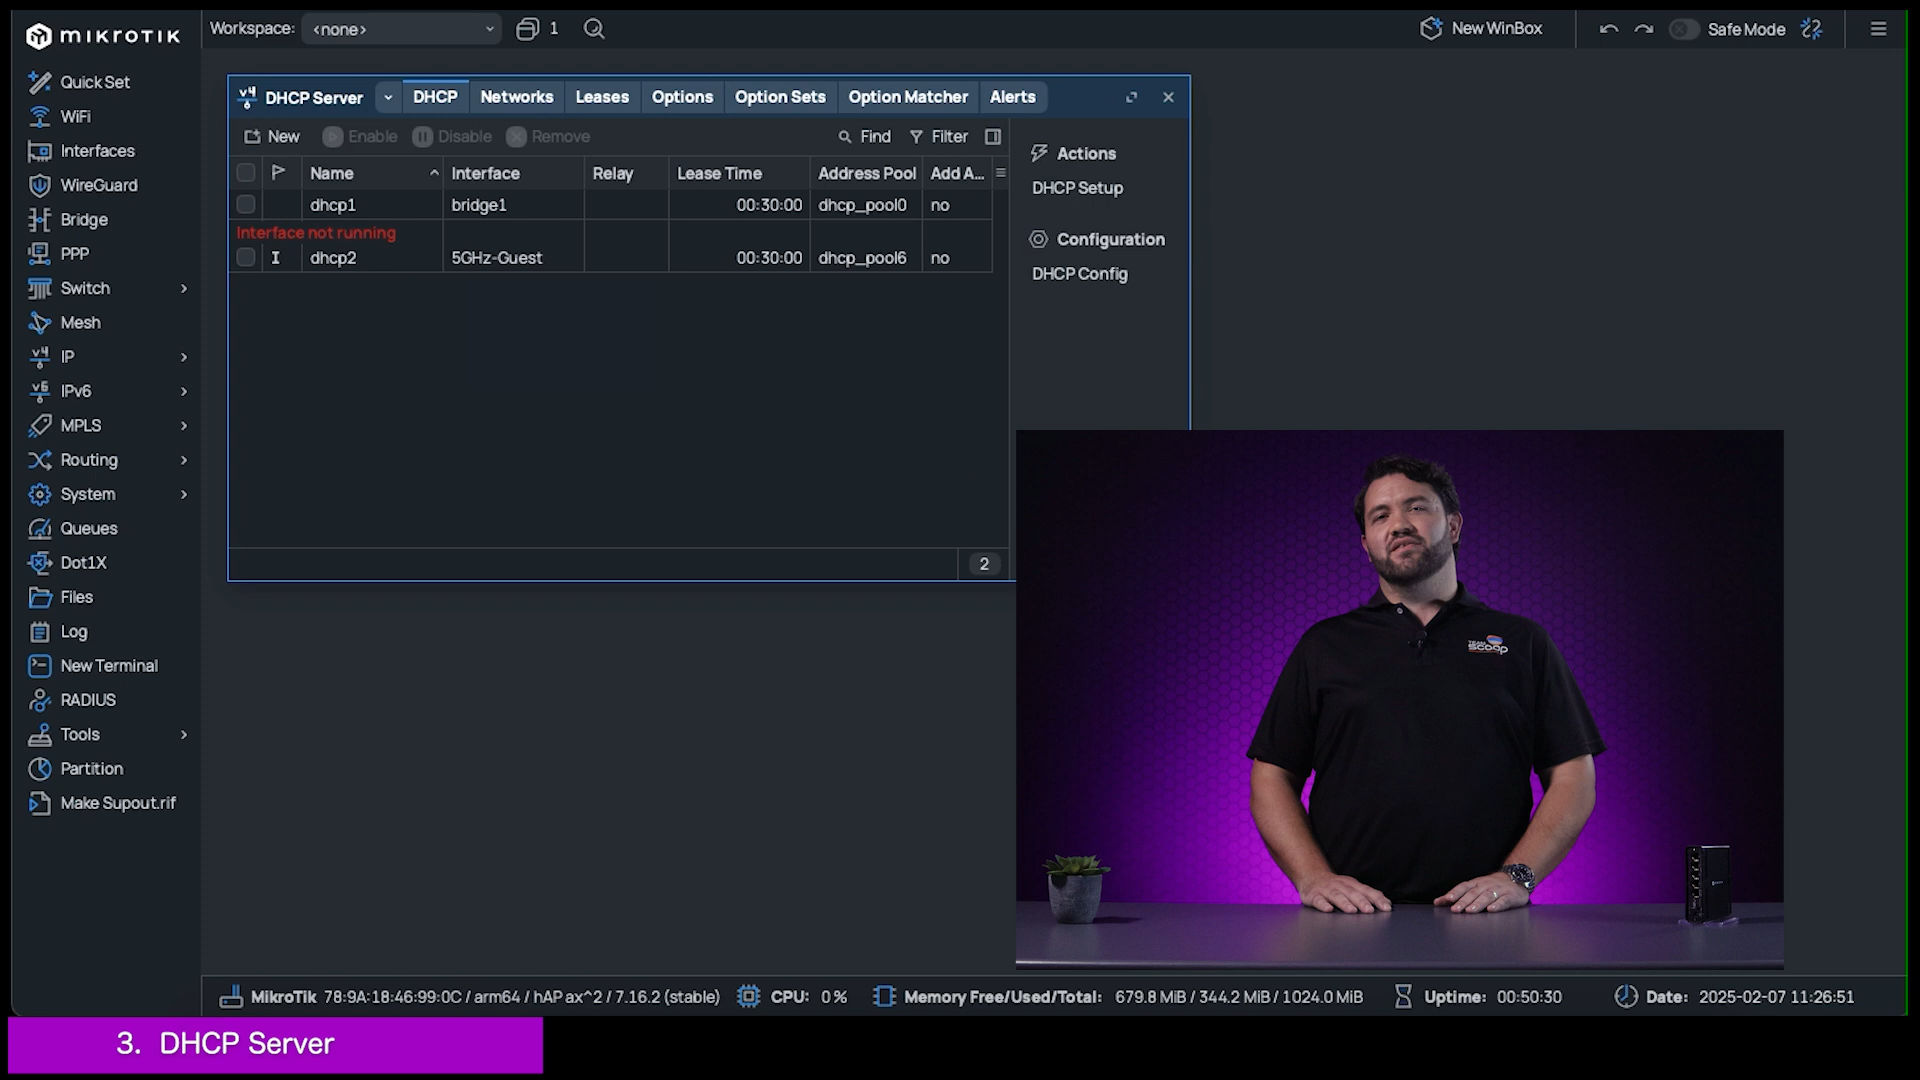 MIKROTIK
Workspace: <none> 1
New WinBox
Safe Mode
Quick Set
WiFi
Interfaces
WireGuard
Bridge
PPP
Switch
Mesh
IP
IPv6
MPLS
Routing
System
Queues
Dot1X
Files
Log
New Terminal
RADIUS
Tools
Partition
Make Supout.rif
DHCP Server DHCP Networks Leases Options Option Sets Option Matcher Alerts
New Enable Disable Remove Find Filter
Name Interface Relay Lease Time Address Pool Add A...
dhcp1 bridge1 00:30:00 dhcp_pool0 no
Interface not running
I dhcp2 5GHz-Guest 00:30:00 dhcp_pool6 no
2
Actions
DHCP Setup
Configuration
DHCP Config
TEAM
scoop
MikroTik 78:9A:18:46:99:0C / arm64 / hAP ax^2 / 7.16.2 (stable) CPU: 0 % Memory Free/Used/Total: 679.8 MiB / 344.2 MiB / 1024.0 MiB Uptime: 00:50:30 Date: 2025-02-07 11:26:51
3. DHCP Server